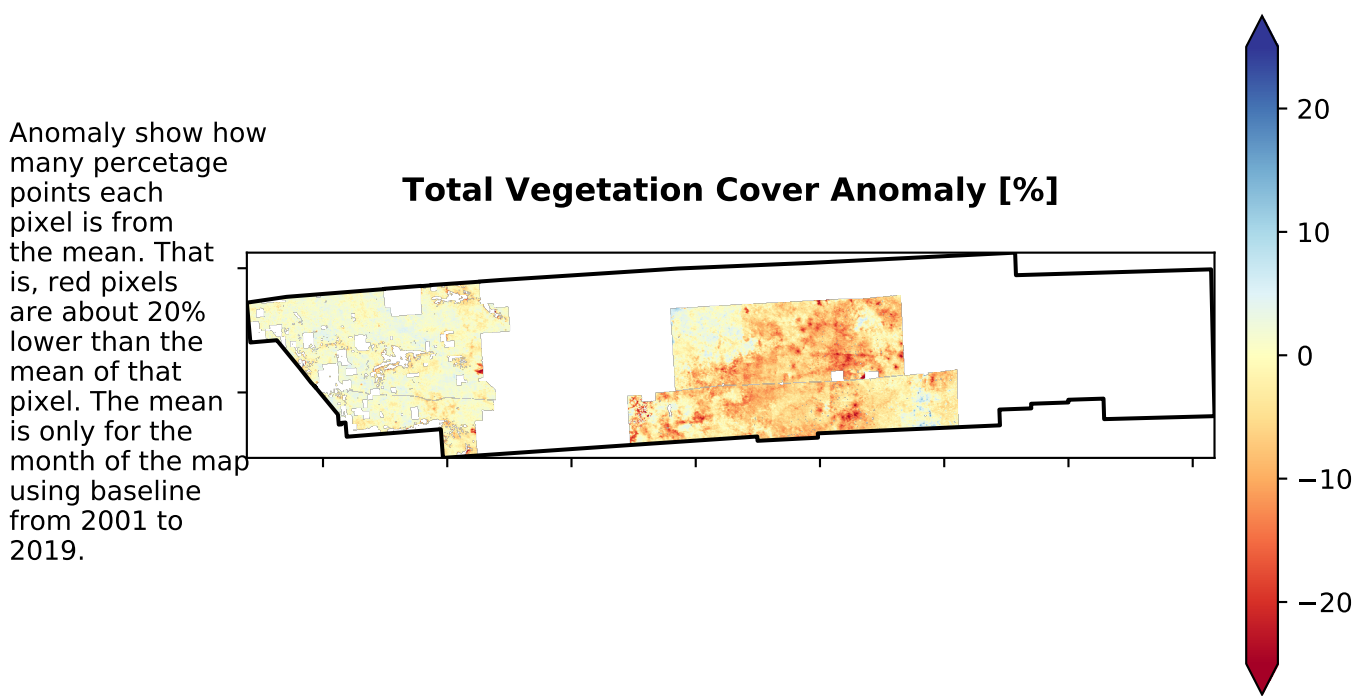 Anomaly show how
many percetage
points each
pixel is from
the mean. That
is, red pixels
are about 20%
lower than the
mean of that
pixel. The mean
is only for the
month of the map
using baseline
from 2001 to
2019.
Total Vegetation Cover Anomaly [%]
20
10
0
−10
−20